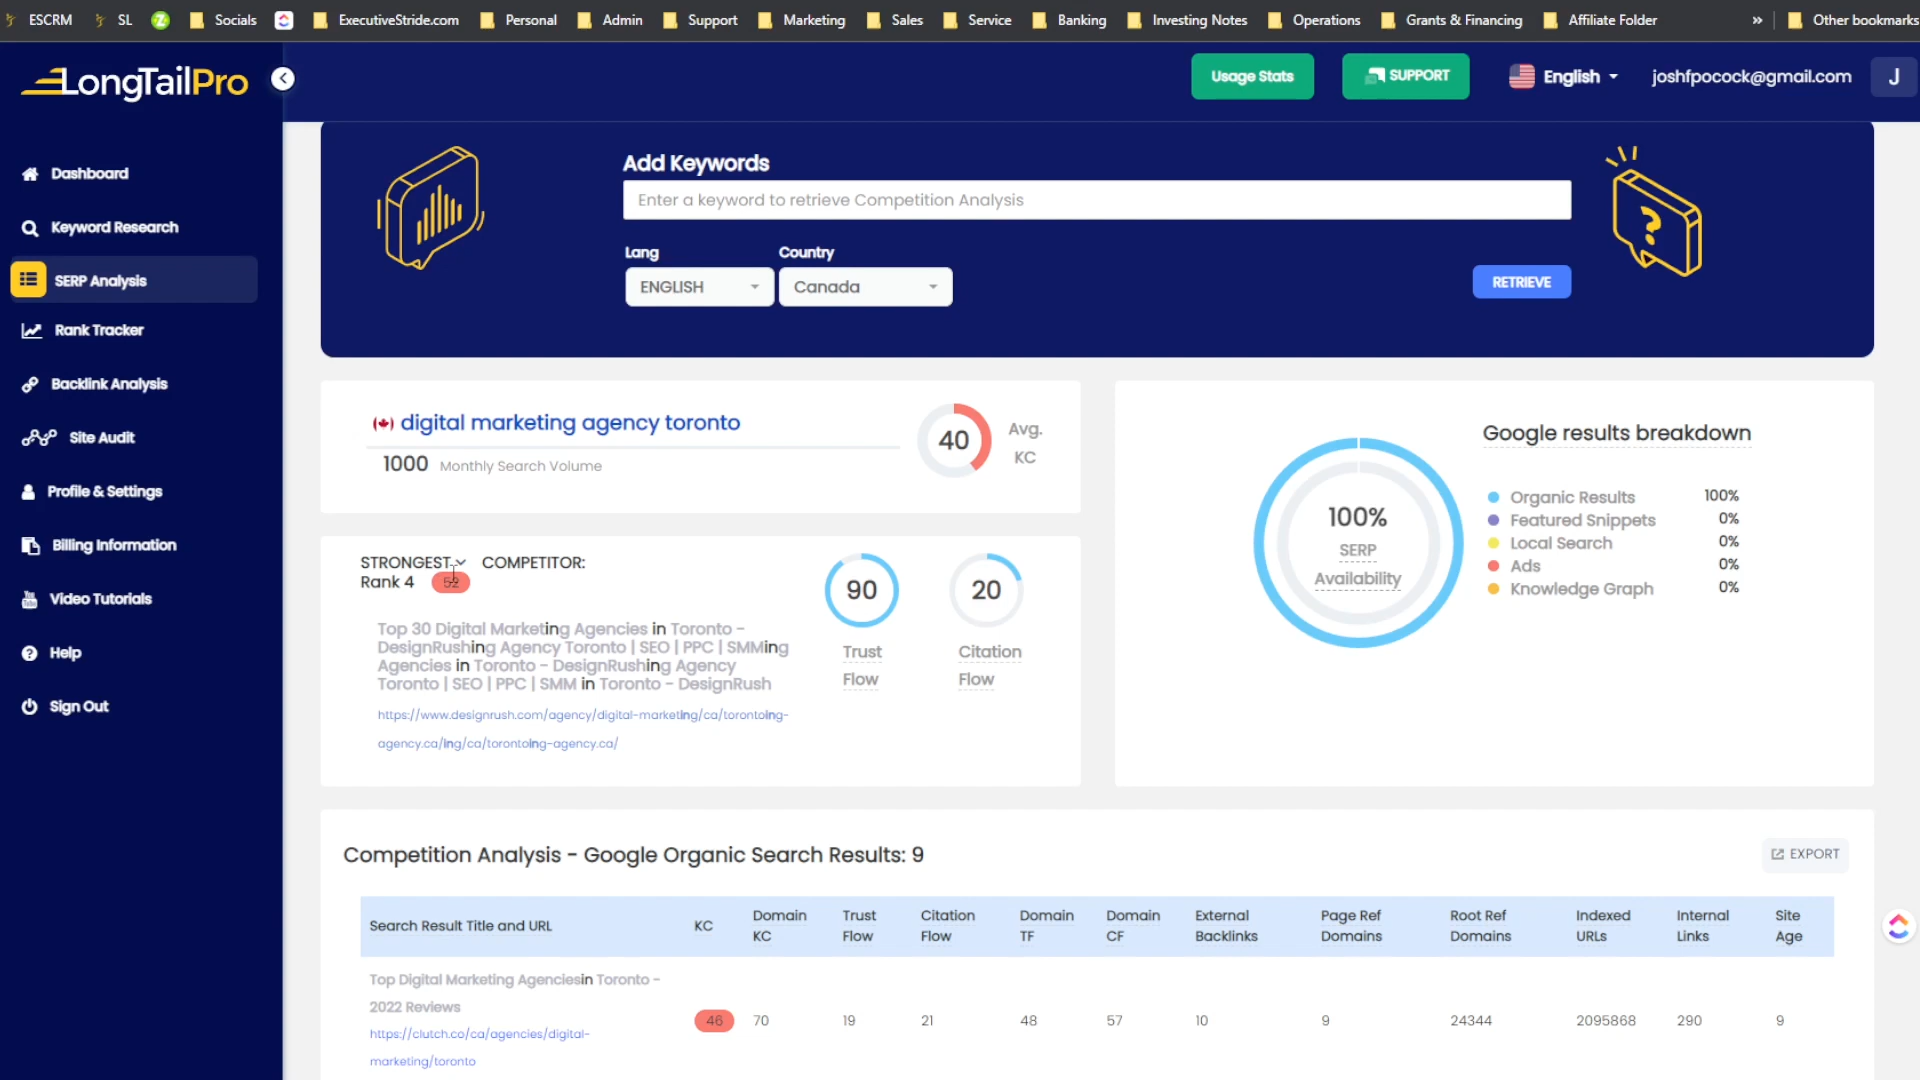 ESCRM SL Socials ExecutiveStride.com Personal Admin Support Marketing Sales Service Banking Investing Notes Operations Grants & Financing Affiliate Folder » Other bookmarks
LongTailPro
Usage Stats SUPPORT English joshfpocock@gmail.com J
Dashboard
Keyword Research
SERP Analysis
Rank Tracker
Backlink Analysis
Site Audit
Profile & Settings
Billing Information
Video Tutorials
Help
Sign Out
Add Keywords
Enter a keyword to retrieve Competition Analysis
Lang Country
ENGLISH Canada
RETRIEVE
?
digital marketing agency toronto
1000 Monthly Search Volume
40
Avg.
KC
STRONGEST COMPETITOR:
Rank 4 52
Top 30 Digital Marketing Agencies in Toronto -
DesignRushing Agency Toronto | SEO | PPC | SMMing
Agencies in Toronto - DesignRushing Agency
Toronto | SEO | PPC | SMM in Toronto - DesignRush
https://www.designrush.com/agency/digital-marketing/ca/torontoing-
agency.ca/ing/ca/torontoing-agency.ca/
90
Trust
Flow
20
Citation
Flow
100%
SERP
Availability
Google results breakdown
Organic Results 100%
Featured Snippets 0%
Local Search 0%
Ads 0%
Knowledge Graph 0%
Competition Analysis - Google Organic Search Results: 9
EXPORT
Search Result Title and URL KC Domain KC Trust Flow Citation Flow Domain TF Domain CF External Backlinks Page Ref Domains Root Ref Domains Indexed URLs Internal Links Site Age
Top Digital Marketing Agenciesin Toronto -
2022 Reviews
https://clutch.co/ca/agencies/digital-
marketing/toronto
46 70 19 21 48 57 10 9 24344 2095868 290 9